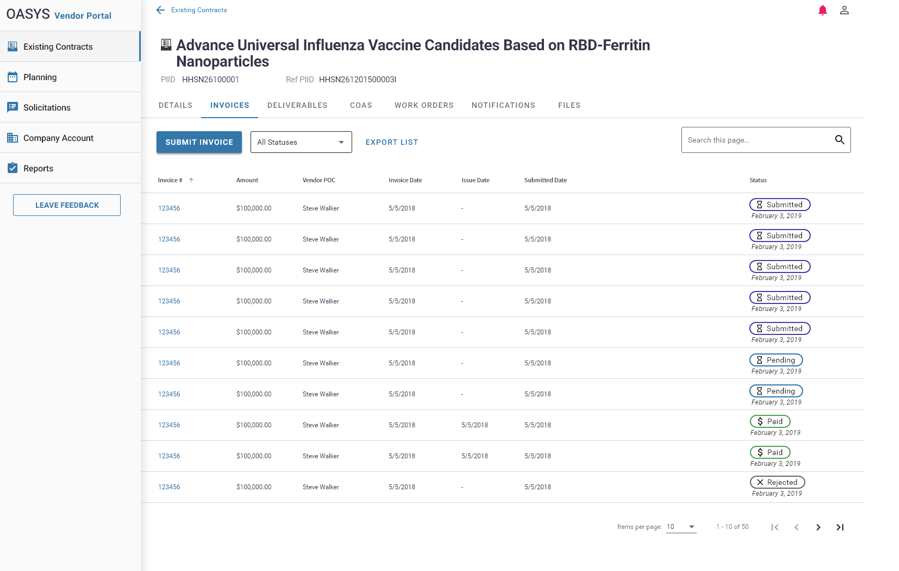 OASYS Vendor Portal
Existing Contracts
Planning
Solicitations
Company Account
Reports
LEAVE FEEDBACK
Existing Contracts
Advance Universal Influenza Vaccine Candidates Based on RBD-Ferritin
Nanoparticles
PIID HHSN26100001 Ref PIID HHSN261201500003I
DETAILS INVOICES DELIVERABLES COAS WORK ORDERS NOTIFICATIONS FILES
SUBMIT INVOICE All Statuses EXPORT LIST Search this page...
Invoice # Amount Vendor POC Invoice Date Issue Date Submitted Date Status
123456 $100,000.00 Steve Walker 5/5/2018 - 5/5/2018 Submitted
February 3, 2019
123456 $100,000.00 Steve Walker 5/5/2018 - 5/5/2018 Submitted
February 3, 2019
123456 $100,000.00 Steve Walker 5/5/2018 - 5/5/2018 Submitted
February 3, 2019
123456 $100,000.00 Steve Walker 5/5/2018 - 5/5/2018 Submitted
February 3, 2019
123456 $100,000.00 Steve Walker 5/5/2018 - 5/5/2018 Submitted
February 3, 2019
123456 $100,000.00 Steve Walker 5/5/2018 - 5/5/2018 Pending
February 3, 2019
123456 $100,000.00 Steve Walker 5/5/2018 - 5/5/2018 Pending
February 3, 2019
123456 $100,000.00 Steve Walker 5/5/2018 5/5/2018 5/5/2018 $ Paid
February 3, 2019
123456 $100,000.00 Steve Walker 5/5/2018 5/5/2018 5/5/2018 $ Paid
February 3, 2019
123456 $100,000.00 Steve Walker 5/5/2018 - 5/5/2018 Rejected
February 3, 2019
Items per page: 10 1 - 10 of 50